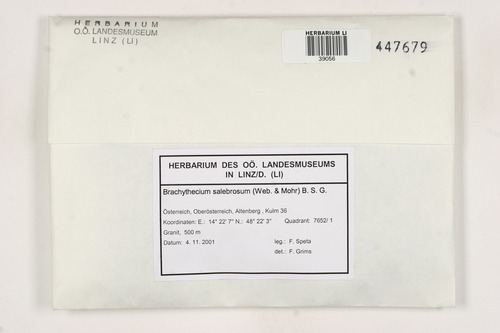 HERBARIUM
O.Ö. LANDESMUSEUM
LINZ (LI)
HERBARIUM LI
39056
447679
HERBARIUM DES OÖ. LANDESMUSEUMS
IN LINZ/D. (LI)
Brachythecium salebrosum (Web. & Mohr) B. S. G.
Österreich, Oberösterreich, Altenberg , Kulm 36
Koordinaten: E.: 14° 22' 7" N.: 48° 22' 3" Quadrant: 7652/ 1
Granit, 500 m
Datum: 4. 11. 2001 leg.: F. Speta
det.: F. Grims